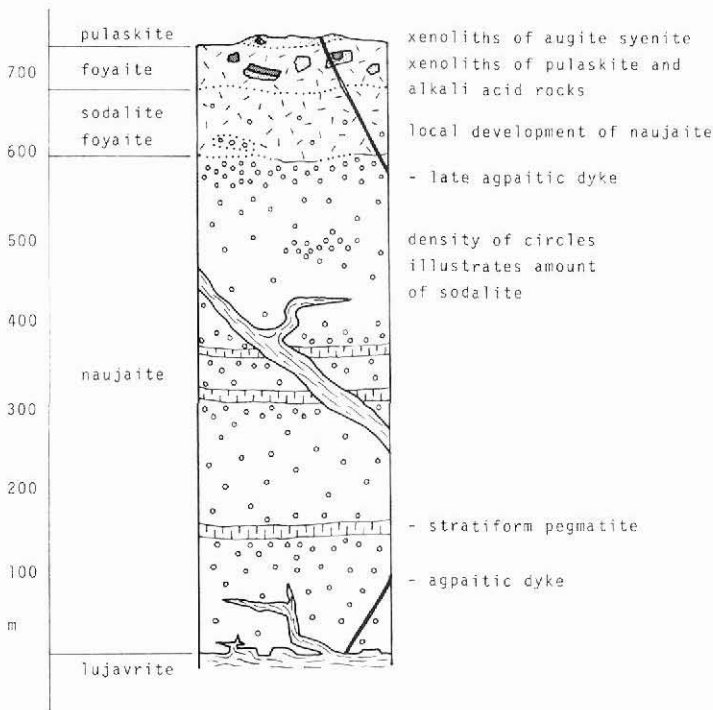 pulaskite
xenoliths of augite syenite
700
foyaite
xenoliths of pulaskite and
alkali acid rocks
sodalite
foyaite
local development of naujaite
600
- late agpaitic dyke
500
density of circles
illustrates amount
of sodalite
400
naujaite
300
200
- stratiform pegmatite
100
- agpaitic dyke
m
lujavrite